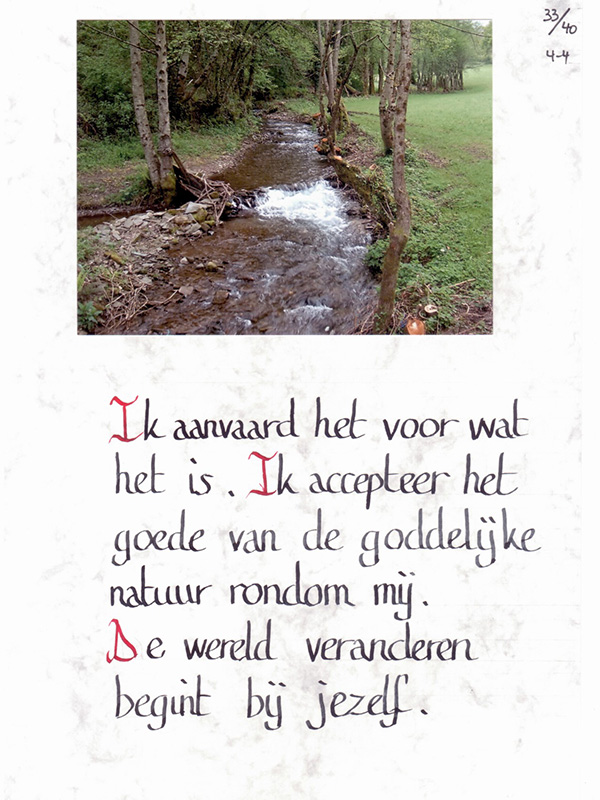 33/40
4-4
Ik aanvaard het voor wat
het is. Ik accepteer het
goede van de goddelijke
natuur rondom mij.
De wereld veranderen
begint bij jezelf.